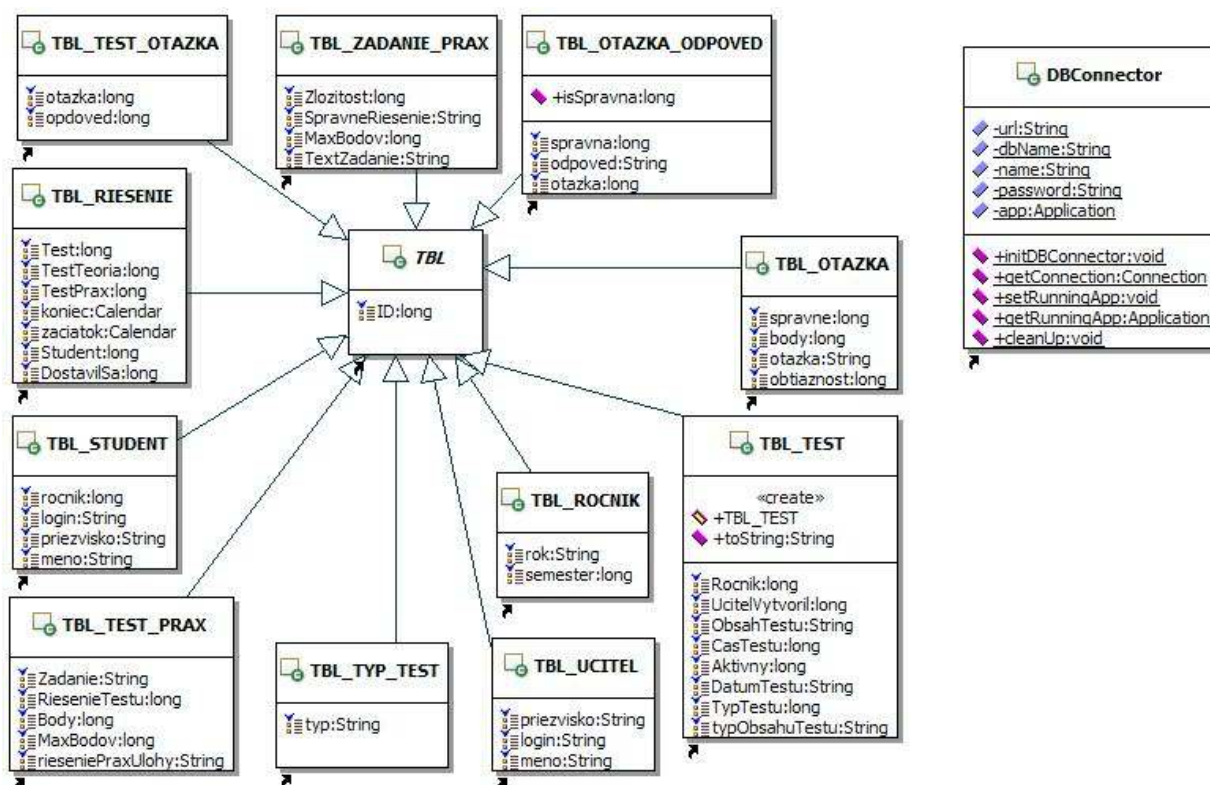 TBL_TEST_OTAZKA
otazka:long
opdoved:long
TBL_ZADANIE_PRAX
Zlozitost:long
SpravneRiesenie:String
MaxBodov:long
TextZadanie:String
TBL_OTAZKA_ODPOVED
+isSpravna:long
spravna:long
odpoved:String
otazka:long
DBConnector
-url:String
-dbName:String
-name:String
-password:String
-app:Application
+initDBConnector:void
+getConnection:Connection
+setRunningApp:void
+getRunningApp:Application
+cleanUp:void
TBL_RIESENIE
Test:long
TestTeoria:long
TestPrax:long
koniec:Calendar
zaciatok:Calendar
Student:long
DostavilSa:long
TBL
ID:long
TBL_OTAZKA
spravne:long
body:long
otazka:String
obtiaznost:long
TBL_STUDENT
rocnik:long
login:String
priezvisko:String
meno:String
TBL_ROCNIK
rok:String
semester:long
TBL_TEST
«create»
+TBL_TEST
+toString:String
Rocnik:long
UcitelVytvoril:long
ObsahTestu:String
CasTestu:long
Aktivny:long
DatumTestu:String
TypTestu:long
typObsahuTestu:String
TBL_TEST_PRAX
Zadanie:String
RiesenieTestu:long
Body:long
MaxBodov:long
rieseniePraxUlohy:String
TBL_TYP_TEST
typ:String
TBL_UCITEL
priezvisko:String
login:String
meno:String